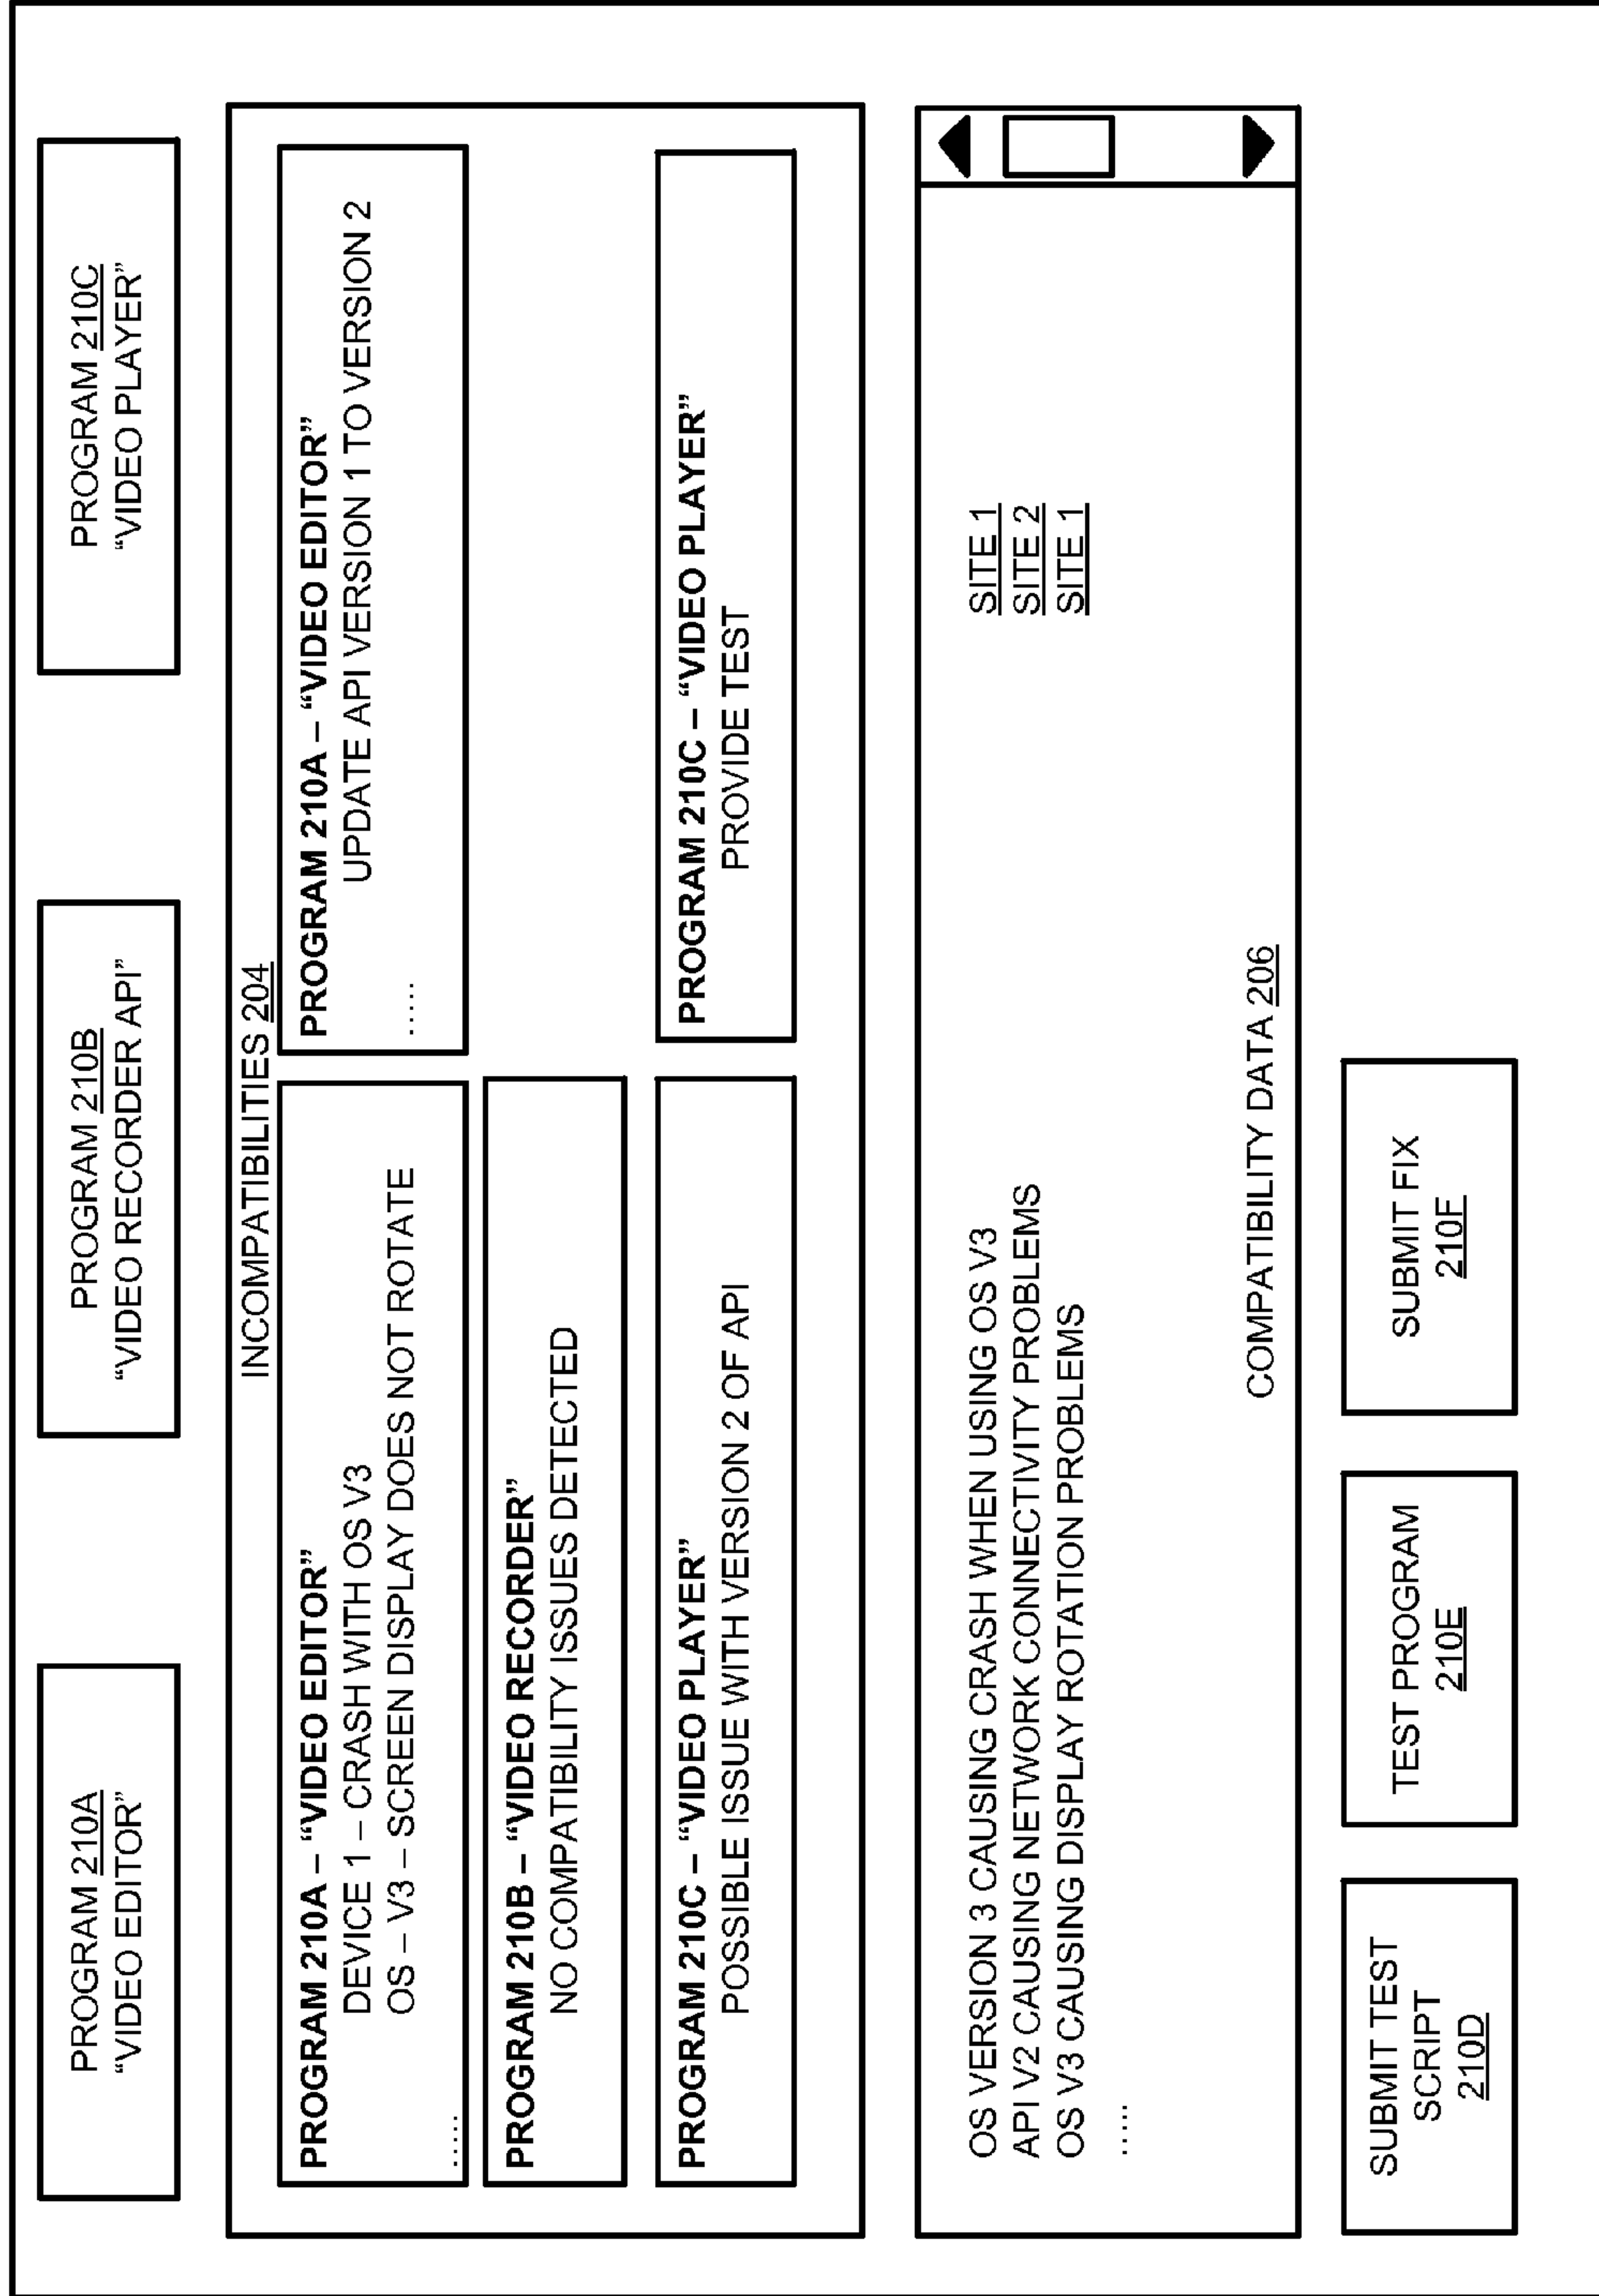 PROGRAM 210A
“VIDEO EDITOR”
PROGRAM 210B
“VIDEO RECORDER API”
PROGRAM 210C
“VIDEO PLAYER”
INCOMPATIBILITIES 204
PROGRAM 210A – “VIDEO EDITOR”
DEVICE 1 – CRASH WITH OS V3
OS – V3 – SCREEN DISPLAY DOES NOT ROTATE
.....
PROGRAM 210A – “VIDEO EDITOR”
UPDATE API VERSION 1 TO VERSION 2
.....
PROGRAM 210B – “VIDEO RECORDER”
NO COMPATIBILITY ISSUES DETECTED
PROGRAM 210C – “VIDEO PLAYER”
POSSIBLE ISSUE WITH VERSION 2 OF API
PROGRAM 210C – “VIDEO PLAYER”
PROVIDE TEST
OS VERSION 3 CAUSING CRASH WHEN USING OS V3 SITE 1
API V2 CAUSING NETWORK CONNECTIVITY PROBLEMS SITE 2
OS V3 CAUSING DISPLAY ROTATION PROBLEMS SITE 1
.....
COMPATIBILITY DATA 206
SUBMIT TEST
SCRIPT
210D
TEST PROGRAM
210E
SUBMIT FIX
210F